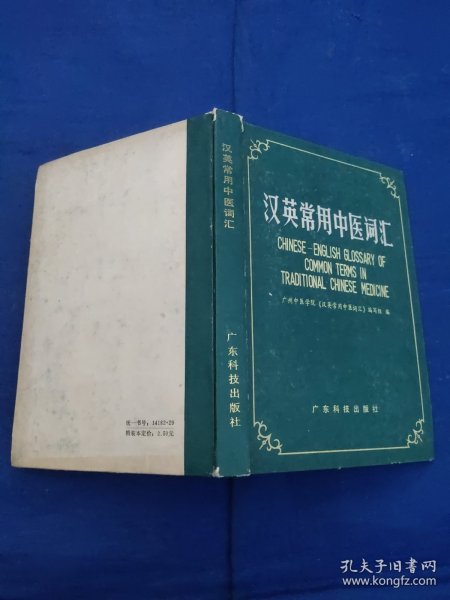 汉英常用中医词汇
CHINESE-ENGLISH GLOSSARY OF
COMMON TERMS IN
TRADITIONAL CHINESE MEDICINE
广州中医学院《汉英常用中医词汇》编写组 编
广东科技出版社
汉英常用中医词汇
广东科技出版社
统一书号：14182·29
精装本定价：2.50元
孔夫子旧书网
www.kongfz.com